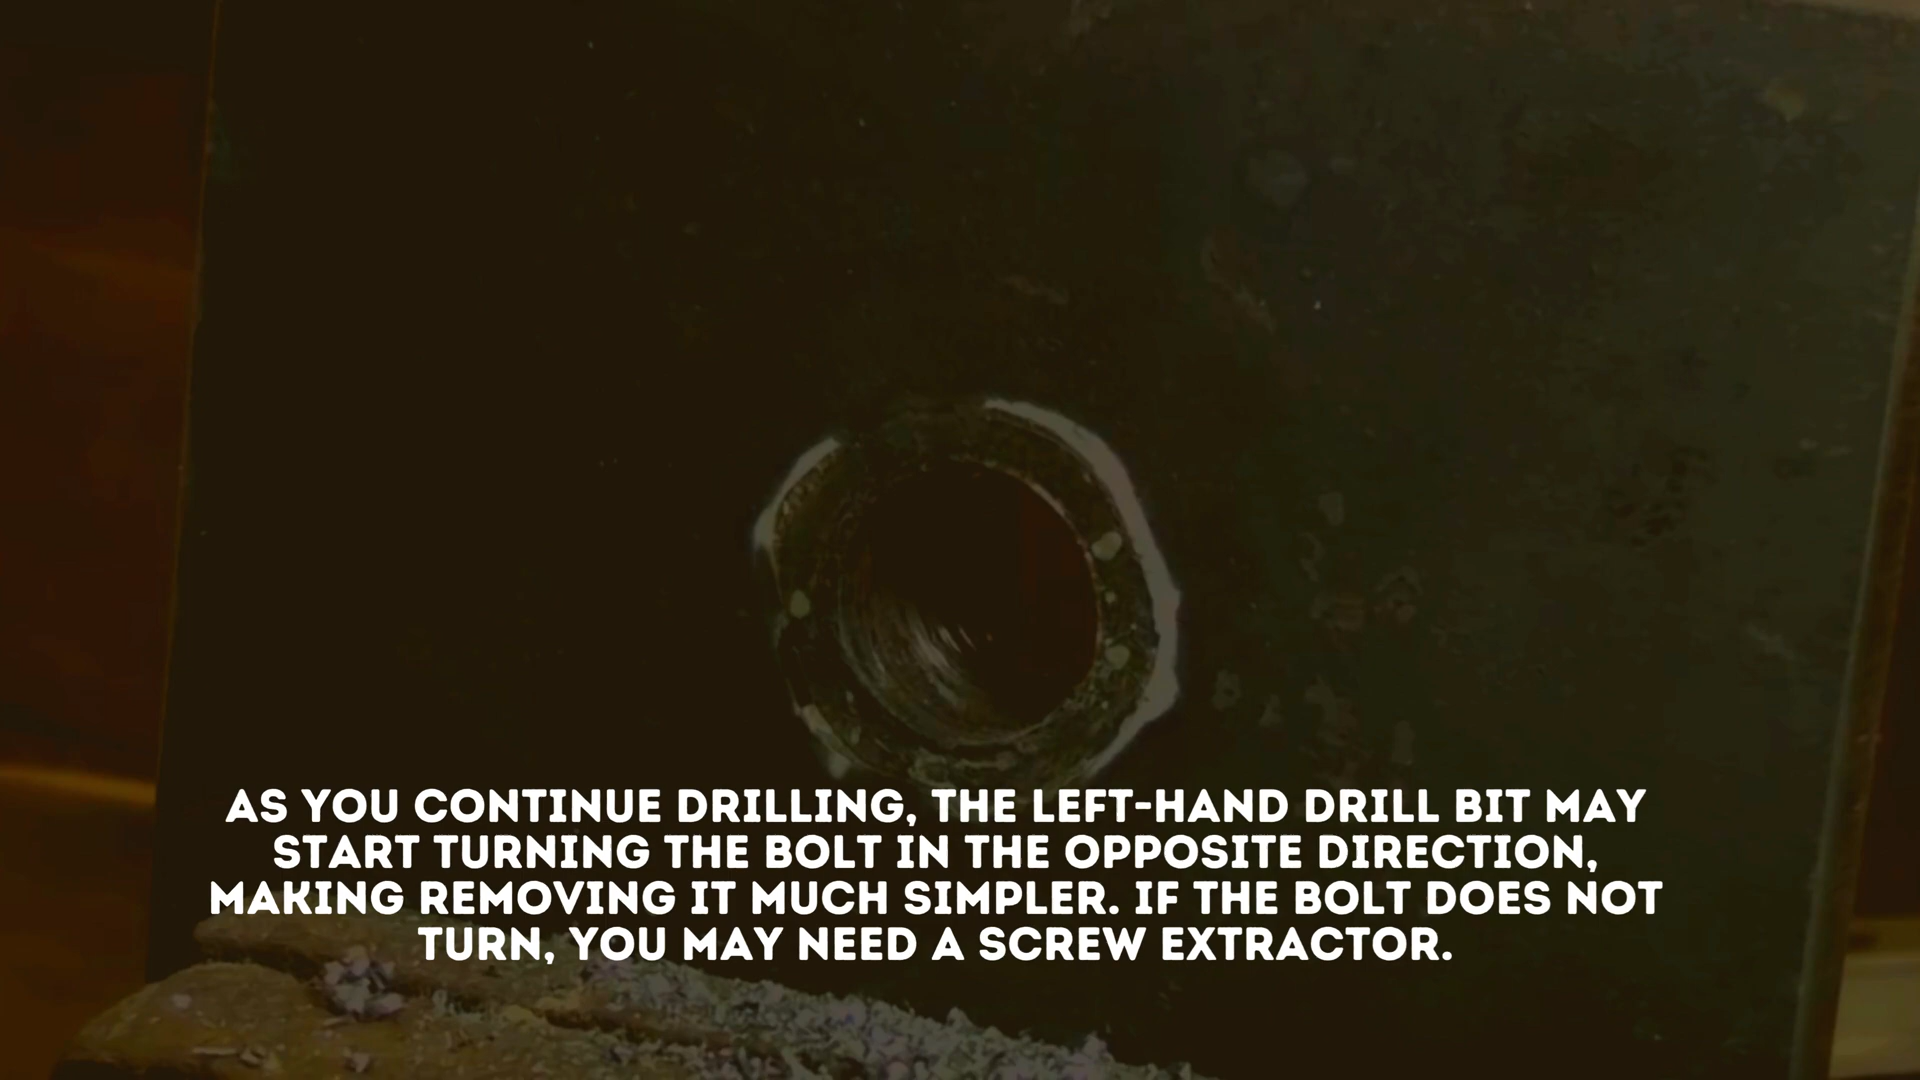 AS YOU CONTINUE DRILLING, THE LEFT-HAND DRILL BIT MAY
START TURNING THE BOLT IN THE OPPOSITE DIRECTION,
MAKING REMOVING IT MUCH SIMPLER. IF THE BOLT DOES NOT
TURN, YOU MAY NEED A SCREW EXTRACTOR.